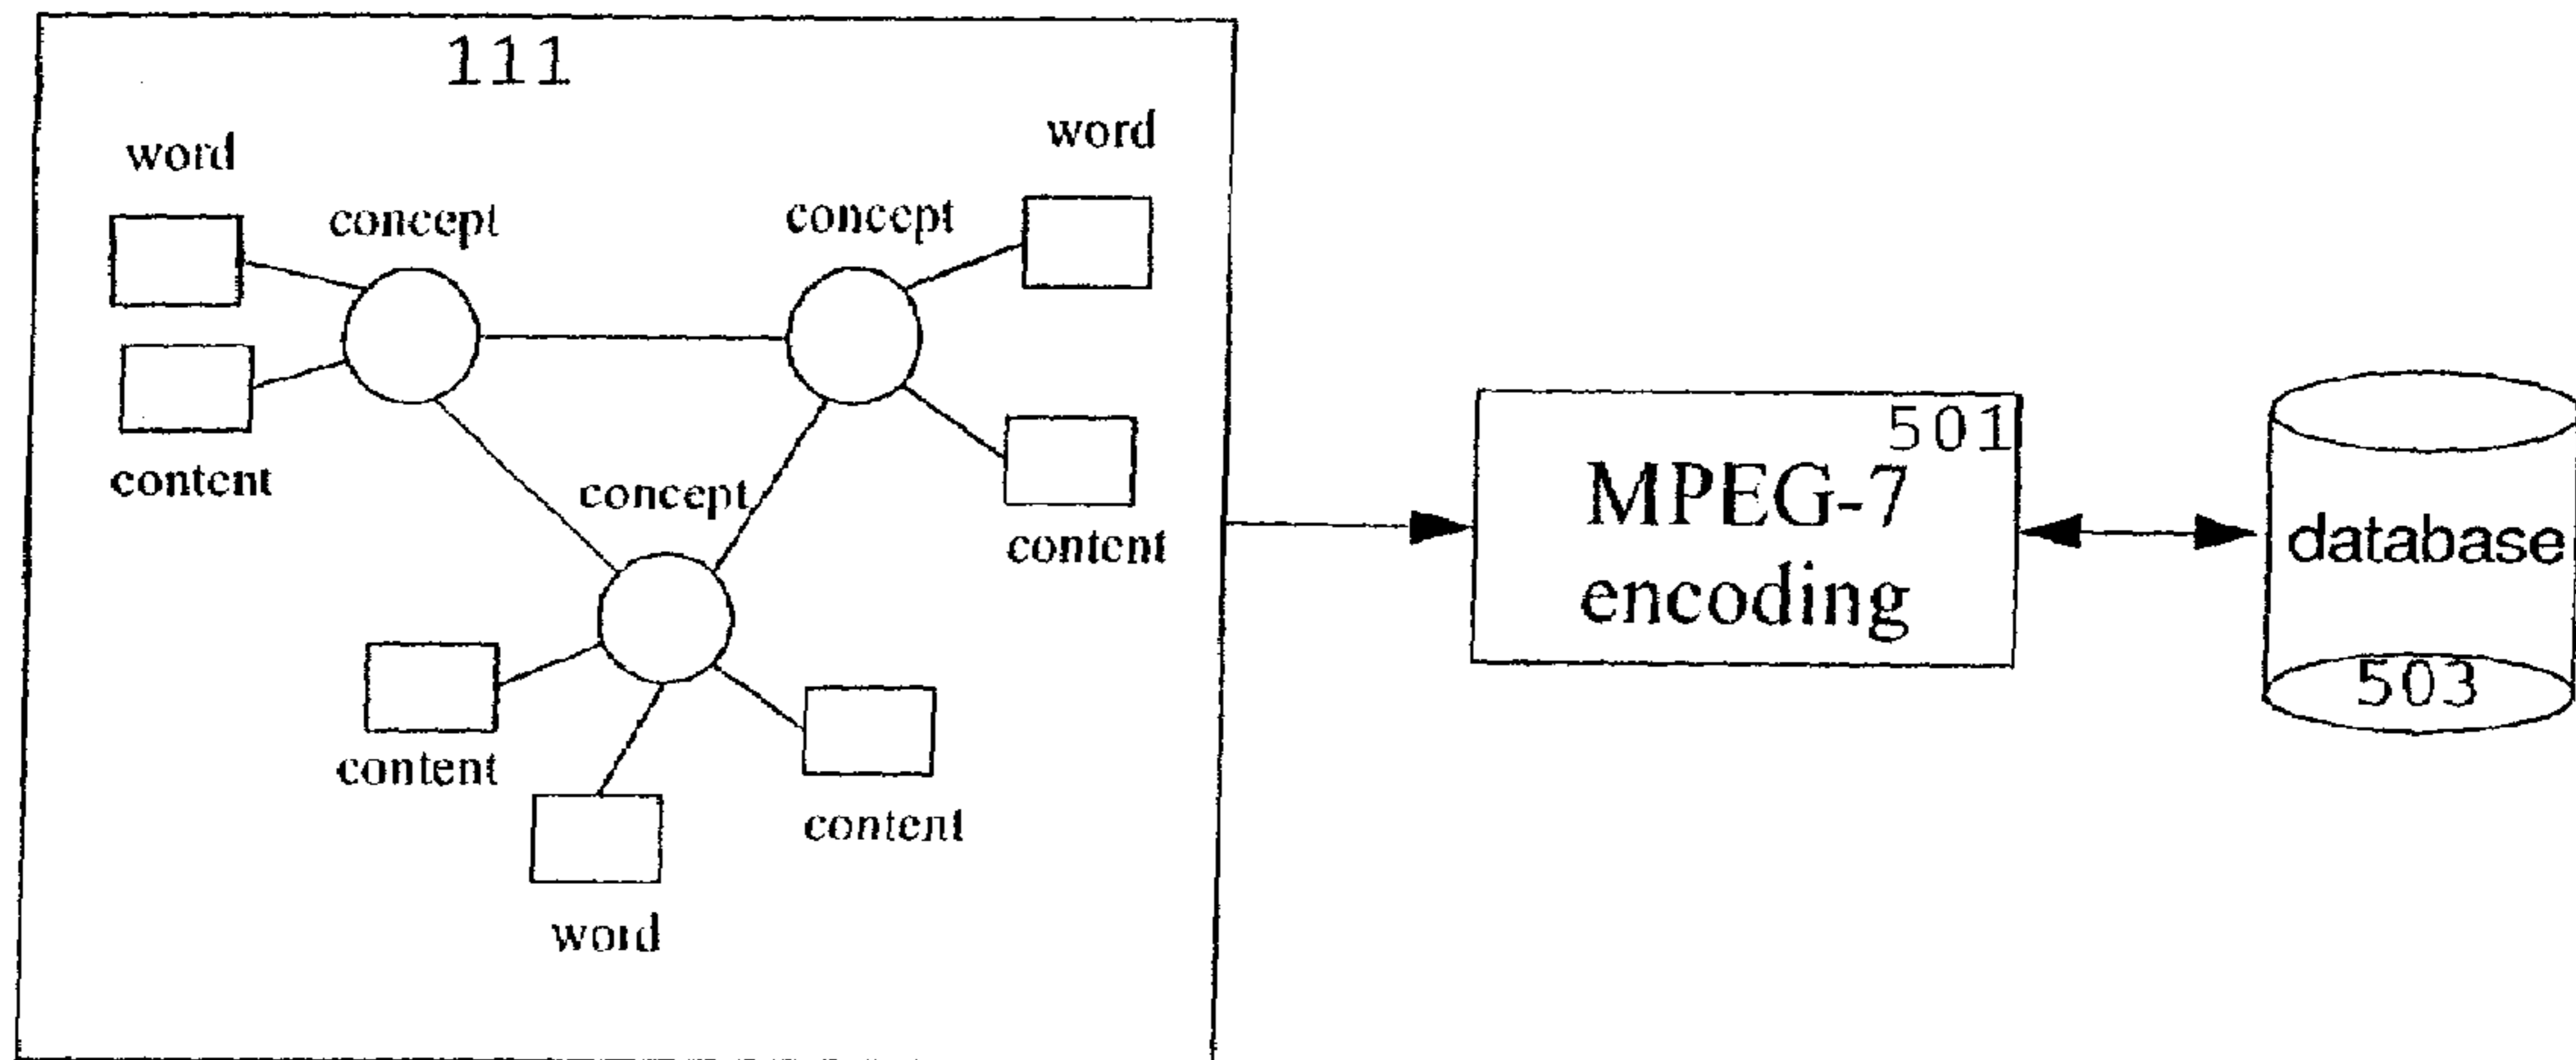 111
word
word
concept
concept
content
concept
content
content
content
word
501
MPEG-7
encoding
database
503